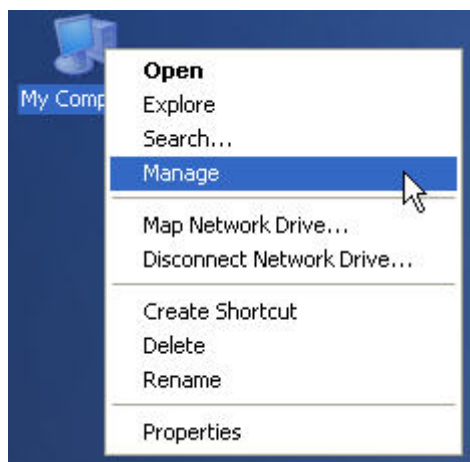 My Comp
Open
Explore
Search...
Manage
Map Network Drive...
Disconnect Network Drive...
Create Shortcut
Delete
Rename
Properties